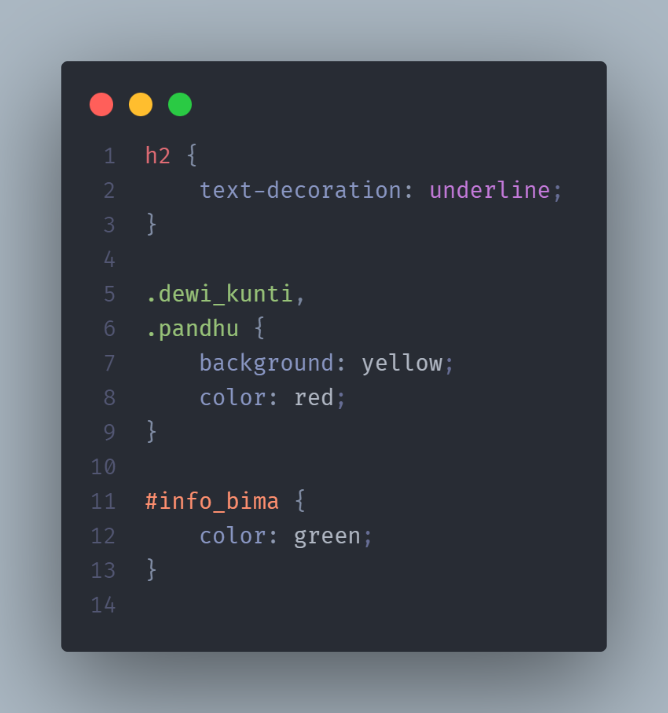 1 h2 {
2     text-decoration: underline;
3 }
4
5 .dewi_kunti,
6 .pandhu {
7     background: yellow;
8     color: red;
9 }
10
11 #info_bima {
12     color: green;
13 }
14